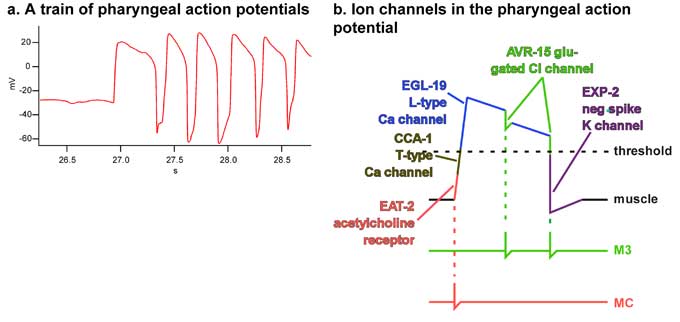 a. A train of pharyngeal action potentials
20
0
-20
-40
-60
mV
26.5 27.0 27.5 28.0 28.5
s
b. Ion channels in the pharyngeal action
potential
AVR-15 glu-
gated Cl channel
EGL-19
L-type
Ca channel
EXP-2
neg spike
K channel
CCA-1
T-type
Ca channel
threshold
muscle
EAT-2
acetylcholine
receptor
M3
MC